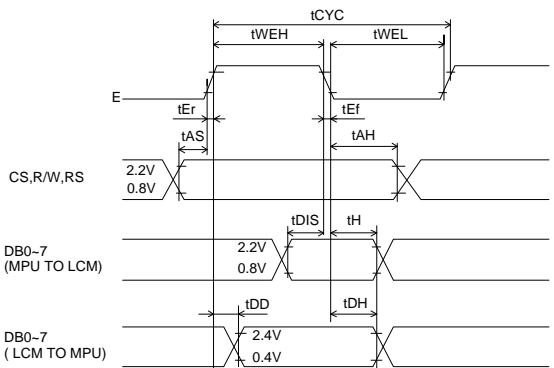 tCYC
tWEH tWEL
E
tEr tEf
tAS tAH
CS,R/W,RS
2.2V
0.8V
tDIS tH
DB0~7
(MPU TO LCM)
2.2V
0.8V
tDD tDH
DB0~7
( LCM TO MPU)
2.4V
0.4V